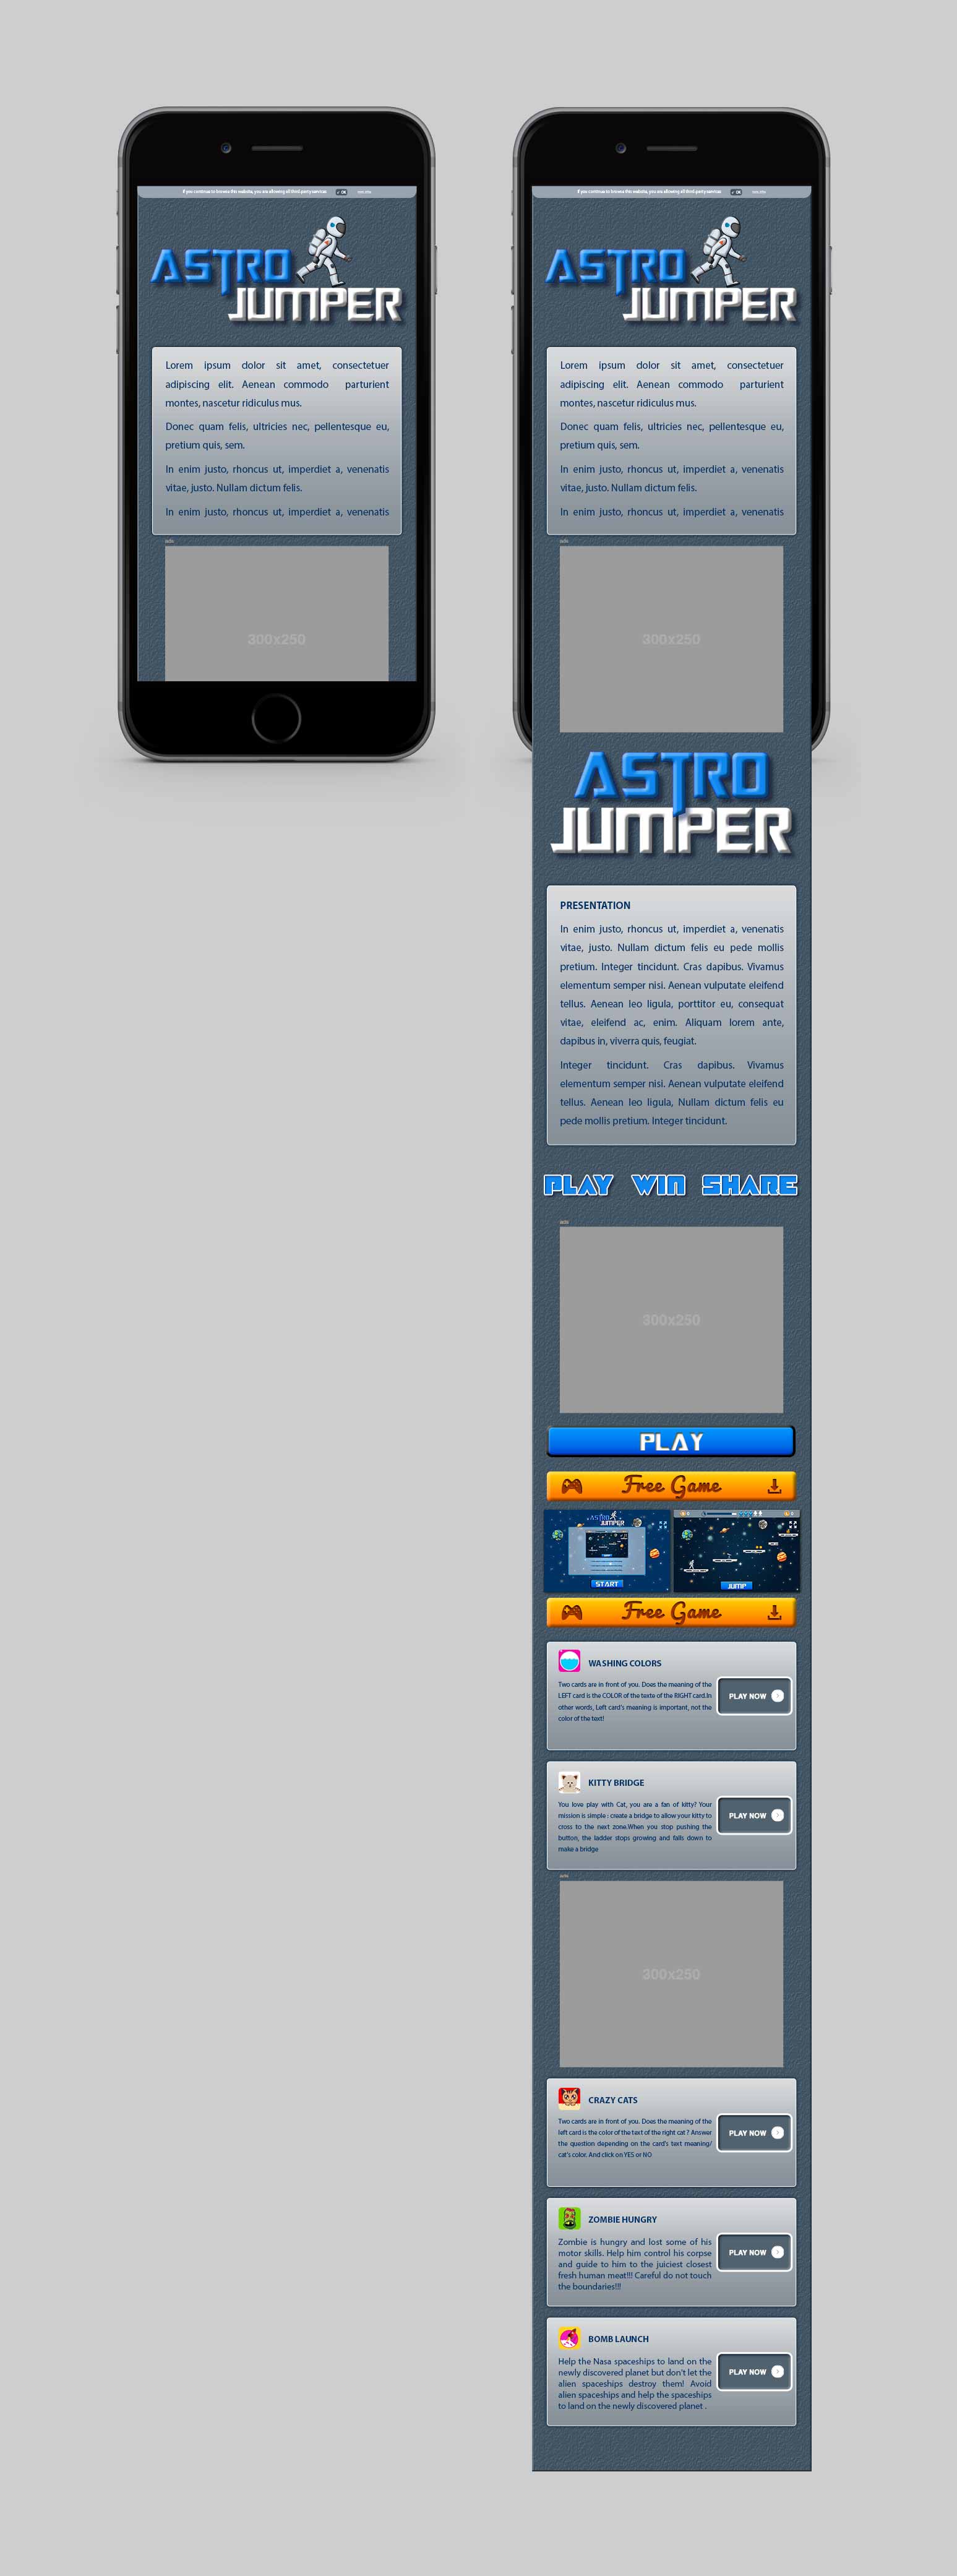 If you continue to browse this website, you are allowing all third-party services
✓ OK
ASTRO
JUMPER
Lorem ipsum dolor sit amet, consectetuer
adipiscing elit. Aenean commodo parturient
montes, nascetur ridiculus mus.
Donec quam felis, ultricies nec, pellentesque eu,
pretium quis, sem.
In enim justo, rhoncus ut, imperdiet a, venenatis
vitae, justo. Nullam dictum felis.
In enim justo, rhoncus ut, imperdiet a, venenatis
300x250
If you continue to browse this website, you are allowing all third-party services
✓ OK
ASTRO
JUMPER
Lorem ipsum dolor sit amet, consectetuer
adipiscing elit. Aenean commodo parturient
montes, nascetur ridiculus mus.
Donec quam felis, ultricies nec, pellentesque eu,
pretium quis, sem.
In enim justo, rhoncus ut, imperdiet a, venenatis
vitae, justo. Nullam dictum felis.
In enim justo, rhoncus ut, imperdiet a, venenatis
300x250
ASTRO
JUMPER
PRESENTATION
In enim justo, rhoncus ut, imperdiet a, venenatis
vitae, justo. Nullam dictum felis eu pede mollis
pretium. Integer tincidunt. Cras dapibus. Vivamus
elementum semper nisi. Aenean vulputate eleifend
tellus. Aenean leo ligula, porttitor eu, consequat
vitae, eleifend ac, enim. Aliquam lorem ante,
dapibus in, viverra quis, feugiat.
Integer tincidunt. Cras dapibus. Vivamus
elementum semper nisi. Aenean vulputate eleifend
tellus. Aenean leo ligula, Nullam dictum felis eu
pede mollis pretium. Integer tincidunt.
PLAY WIN SHARE
300x250
PLAY
Free Game
ASTRO
JUMPER
START
JUMP
Free Game
WASHING COLORS
Two cards are in front of you. Does the meaning of the
LEFT card is the COLOR of the texte of the RIGHT card.In
other words, Left card's meaning is important, not the
color of the text!
PLAY NOW
KITTY BRIDGE
You love play with Cat, you are a fan of kitty? Your
mission is simple : create a bridge to allow your kitty to
cross to the next zone.When you stop pushing the
button, the ladder stops growing and falls down to
make a bridge
PLAY NOW
300x250
CRAZY CATS
Two cards are in front of you. Does the meaning of the
left card is the color of the text of the right cat ? Answer
the question depending on the card's text meaning/
cat's color. And click on YES or NO
PLAY NOW
ZOMBIE HUNGRY
Zombie is hungry and lost some of his
motor skills. Help him control his corpse
and guide to him to the juiciest closest
fresh human meat!!! Careful do not touch
the boundaries!!!
PLAY NOW
BOMB LAUNCH
Help the Nasa spaceships to land on the
newly discovered planet but don't let the
alien spaceships destroy them! Avoid
alien spaceships and help the spaceships
to land on the newly discovered planet .
PLAY NOW